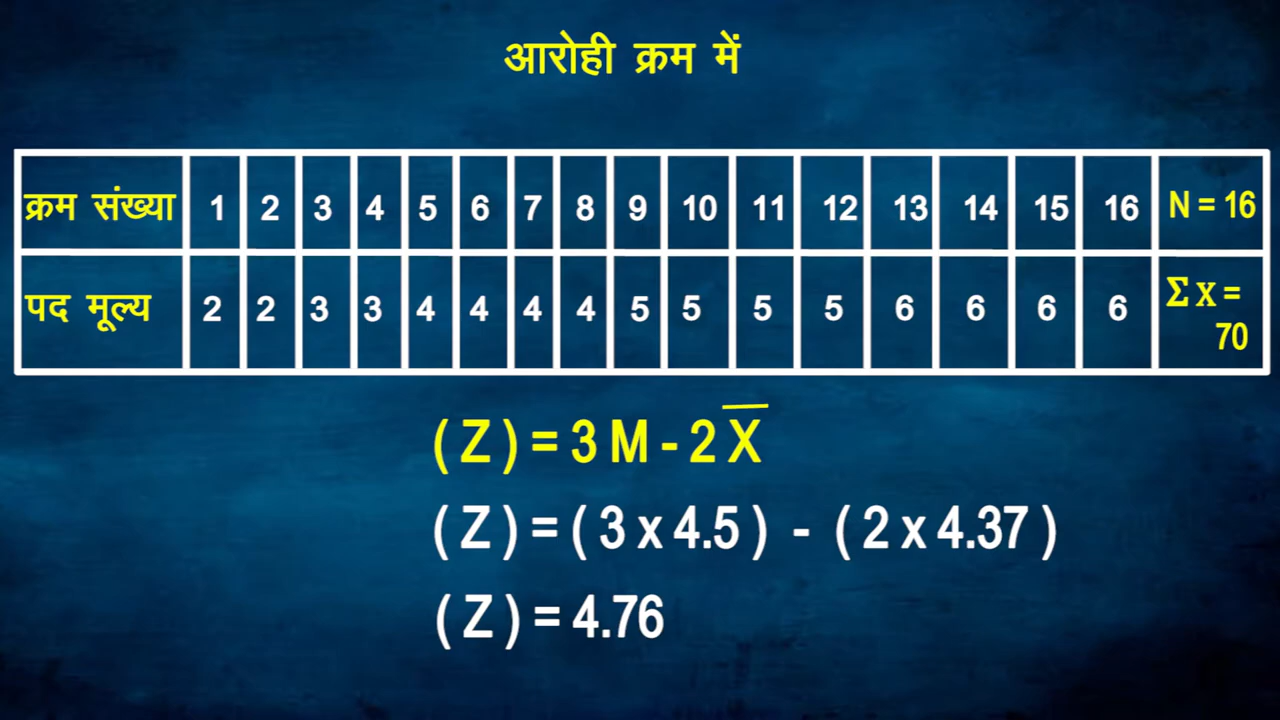 आरोही क्रम में
क्रम संख्या 1 2 3 4 5 6 7 8 9 10 11 12 13 14 15 16 N = 16
पद मूल्य 2 2 3 3 4 4 4 4 5 5 5 5 6 6 6 6 Σ X = 70
( Z ) = 3 M - 2 X̅
( Z ) = ( 3 x 4.5 ) - ( 2 x 4.37 )
( Z ) = 4.76